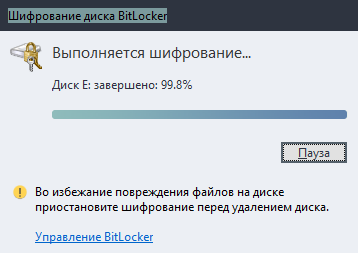 Шифрование диска BitLocker
Выполняется шифрование...
Диск E: завершено: 99.8%
Пауза
Во избежание повреждения файлов на диске
приостановите шифрование перед удалением диска.
Управление BitLocker